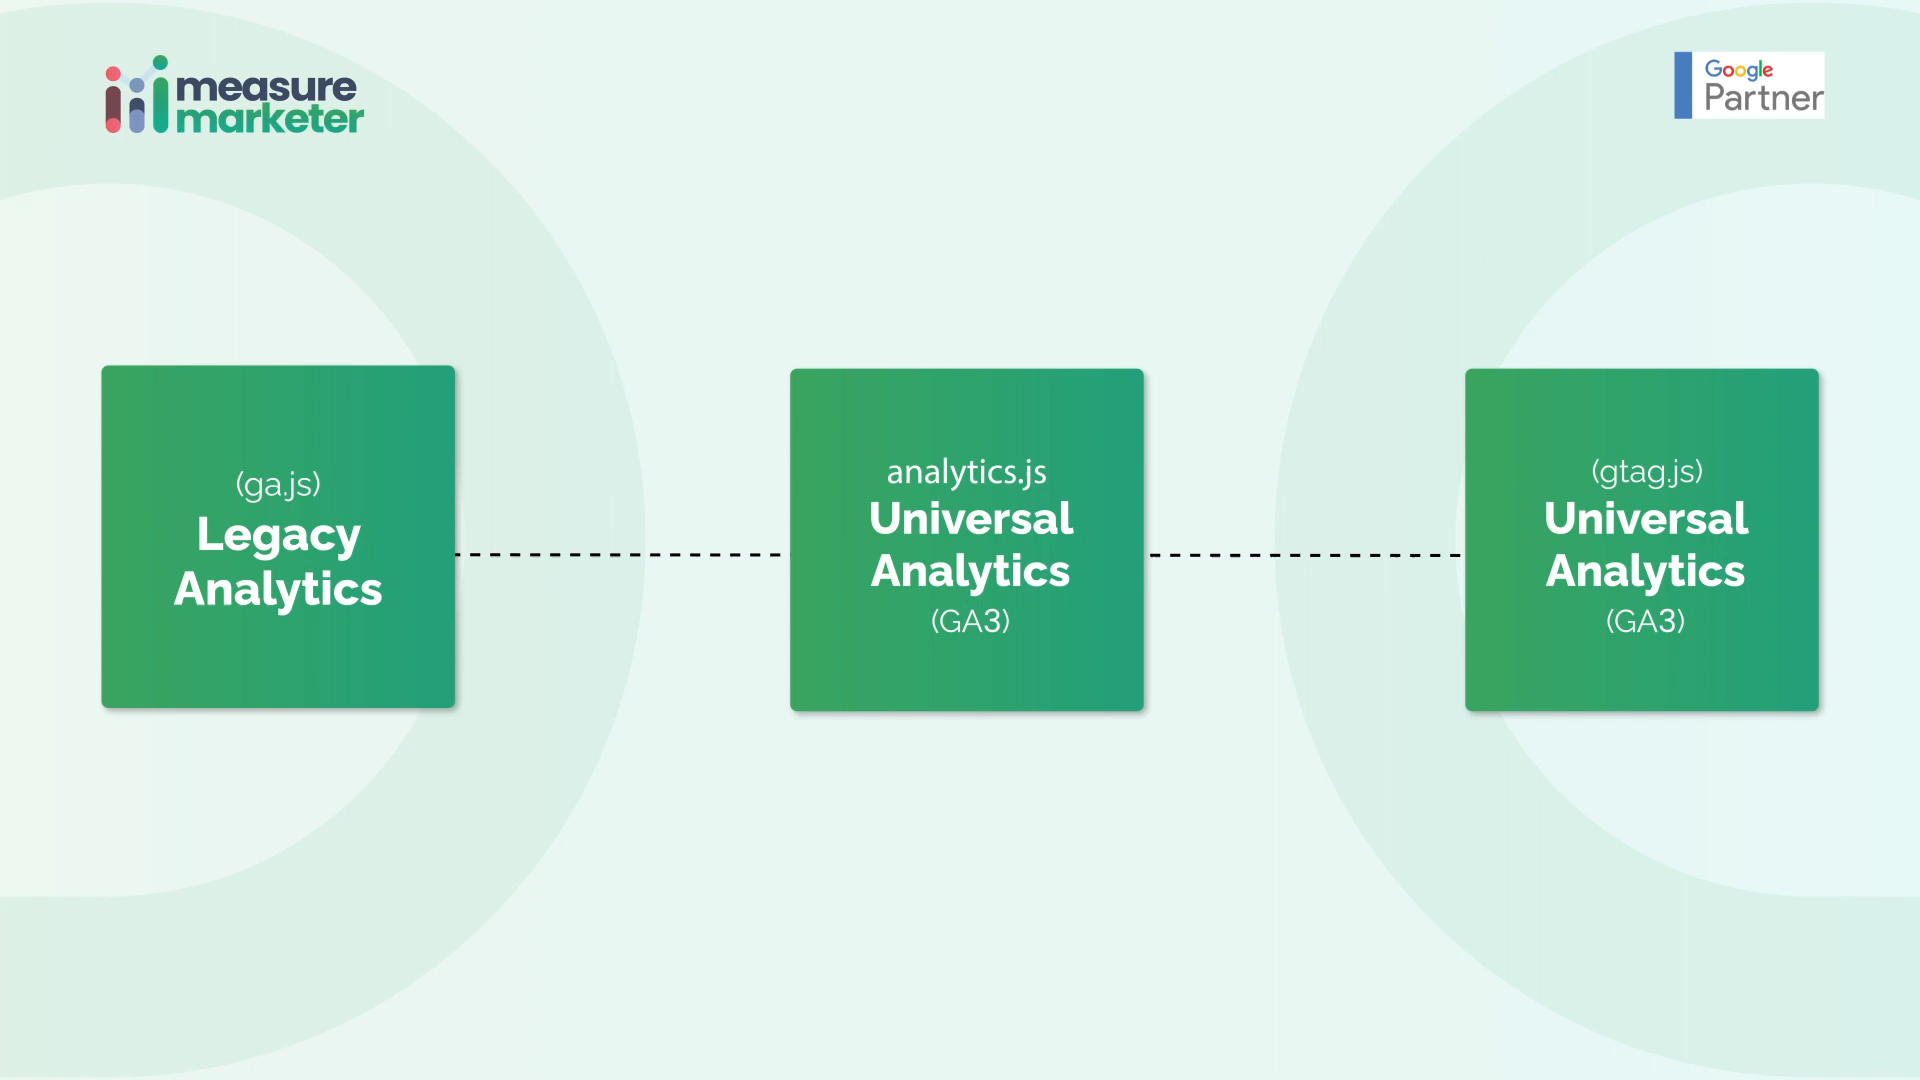 measure
marketer
Google
Partner
(ga.js)
Legacy
Analytics
analytics.js
Universal
Analytics
(GA3)
(gtag.js)
Universal
Analytics
(GA3)